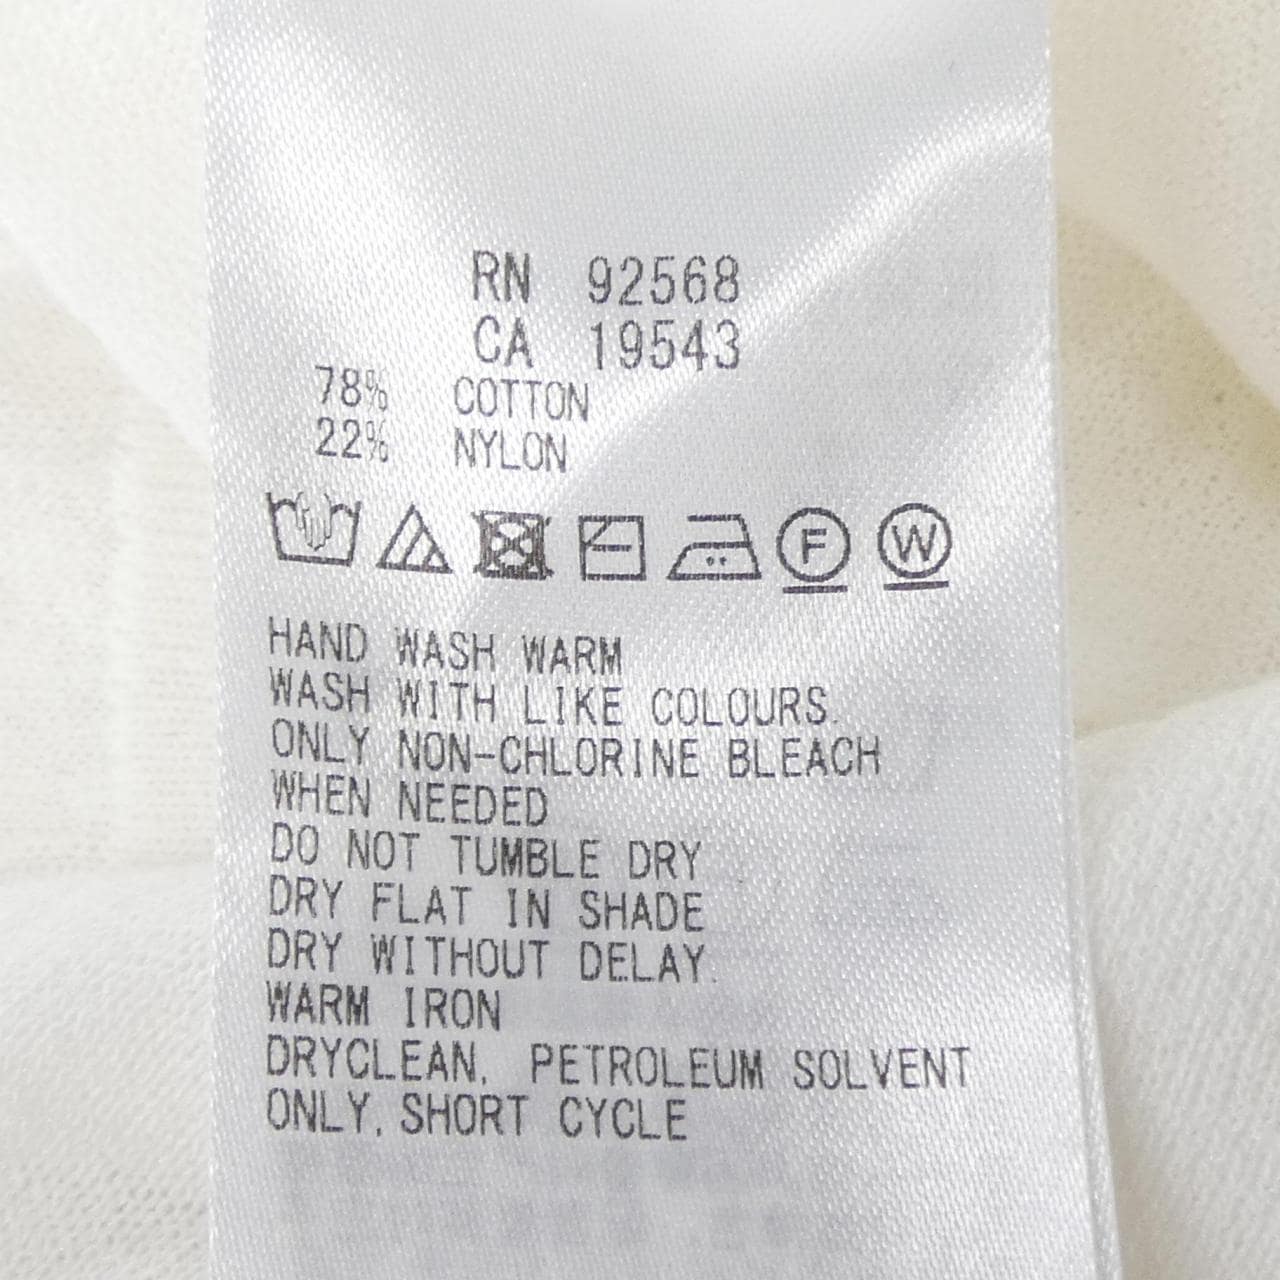 RN 92568
CA 19543
78% COTTON
22% NYLON
F W
HAND WASH WARM
WASH WITH LIKE COLOURS.
ONLY NON-CHLORINE BLEACH
WHEN NEEDED
DO NOT TUMBLE DRY
DRY FLAT IN SHADE
DRY WITHOUT DELAY.
WARM IRON
DRYCLEAN, PETROLEUM SOLVENT
ONLY, SHORT CYCLE